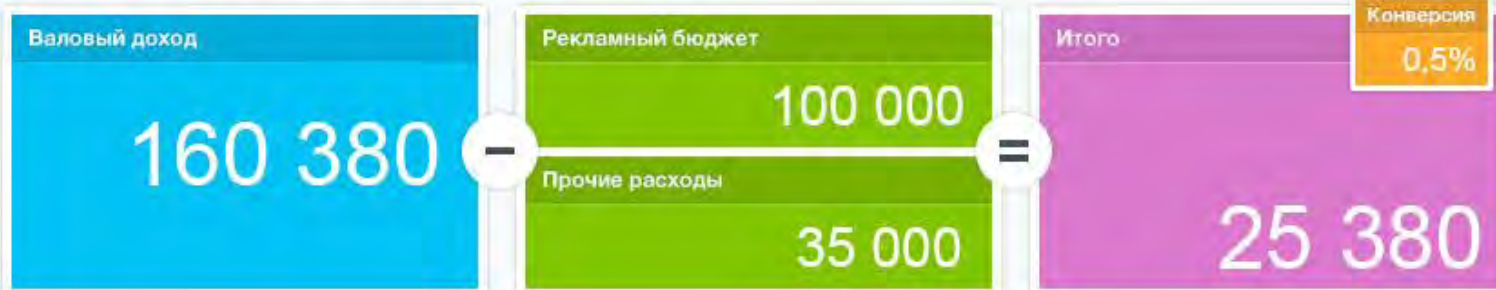 Валовый доход
160 380
−
Рекламный бюджет
100 000
Прочие расходы
35 000
=
Итого
Конверсия
0,5%
25 380